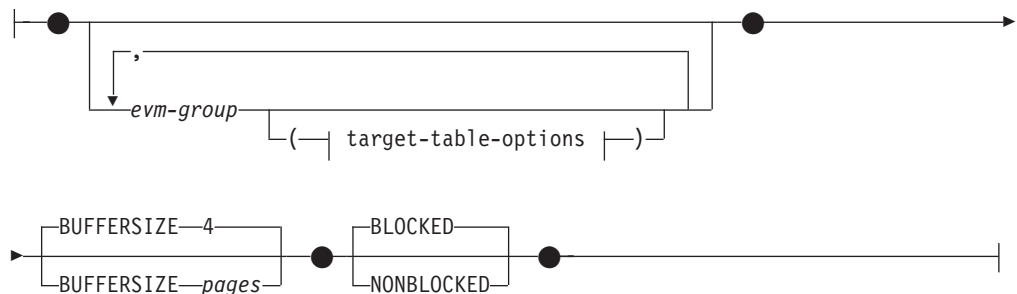 ,
evm-group
( target-table-options )
BUFFERSIZE 4 BLOCKED
BUFFERSIZE pages NONBLOCKED